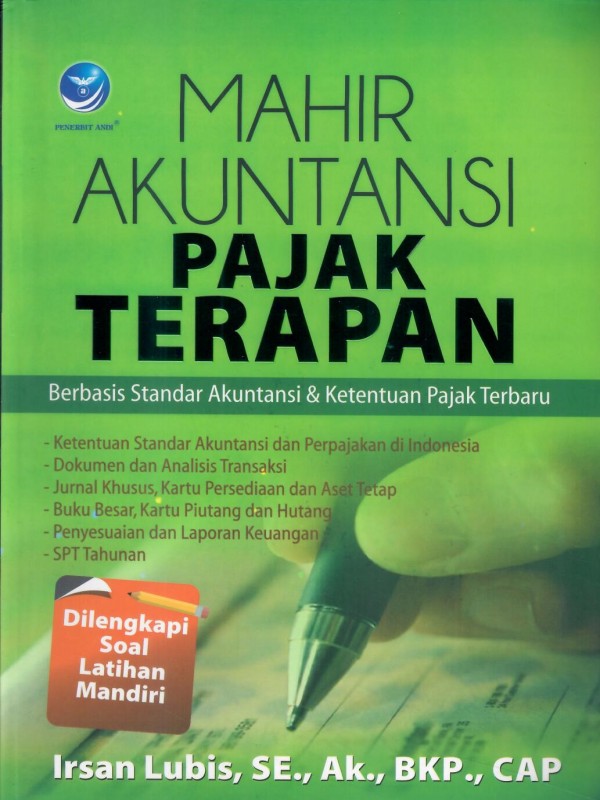 PENERBIT ANDI®
MAHIR
AKUNTANSI
PAJAK
TERAPAN
Berbasis Standar Akuntansi & Ketentuan Pajak Terbaru
- Ketentuan Standar Akuntansi dan Perpajakan di Indonesia
- Dokumen dan Analisis Transaksi
- Jurnal Khusus, Kartu Persediaan dan Aset Tetap
- Buku Besar, Kartu Piutang dan Hutang
- Penyesuaian dan Laporan Keuangan
- SPT Tahunan
Dilengkapi
Soal
Latihan
Mandiri
Irsan Lubis, SE., Ak., BKP., CAP